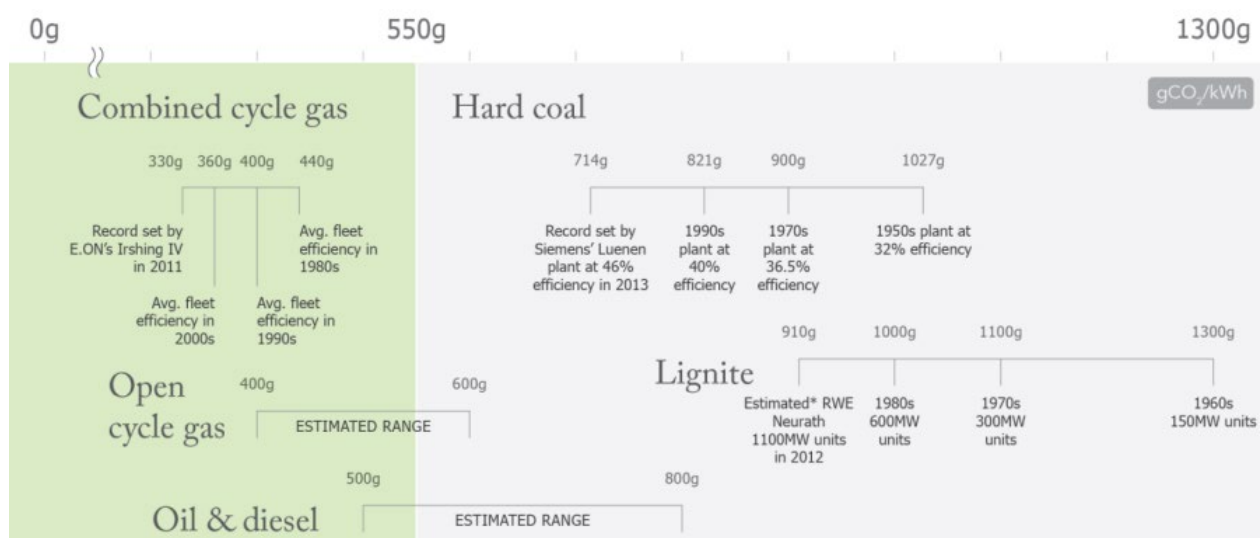 0g
550g
1300g
gCO₂/kWh
Combined cycle gas
Hard coal
330g 360g 400g 440g
714g 821g 900g 1027g
Record set by
E.ON's Irshing IV
in 2011
Avg. fleet
efficiency in
1980s
Avg. fleet
efficiency in
2000s
Avg. fleet
efficiency in
1990s
Record set by
Siemens' Luenen
plant at 46%
efficiency in 2013
1990s
plant at
40%
efficiency
1970s
plant at
36.5%
efficiency
1950s plant at
32% efficiency
Open
cycle gas
400g
600g
ESTIMATED RANGE
Lignite
910g 1000g 1100g 1300g
Estimated* RWE
Neurath
1100MW units
in 2012
1980s
600MW
units
1970s
300MW
units
1960s
150MW units
Oil & diesel
500g
800g
ESTIMATED RANGE